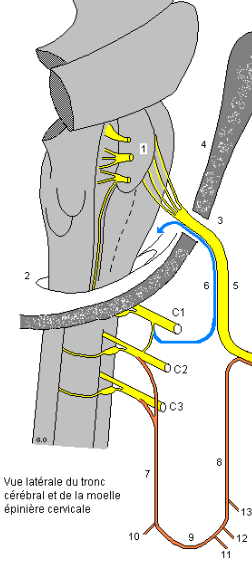 1
4
3
2
6
5
C1
C2
C3
G.D
Vue latérale du tronc
cérébral et de la moelle
épinière cervicale
7
8
13
10
9
12
11